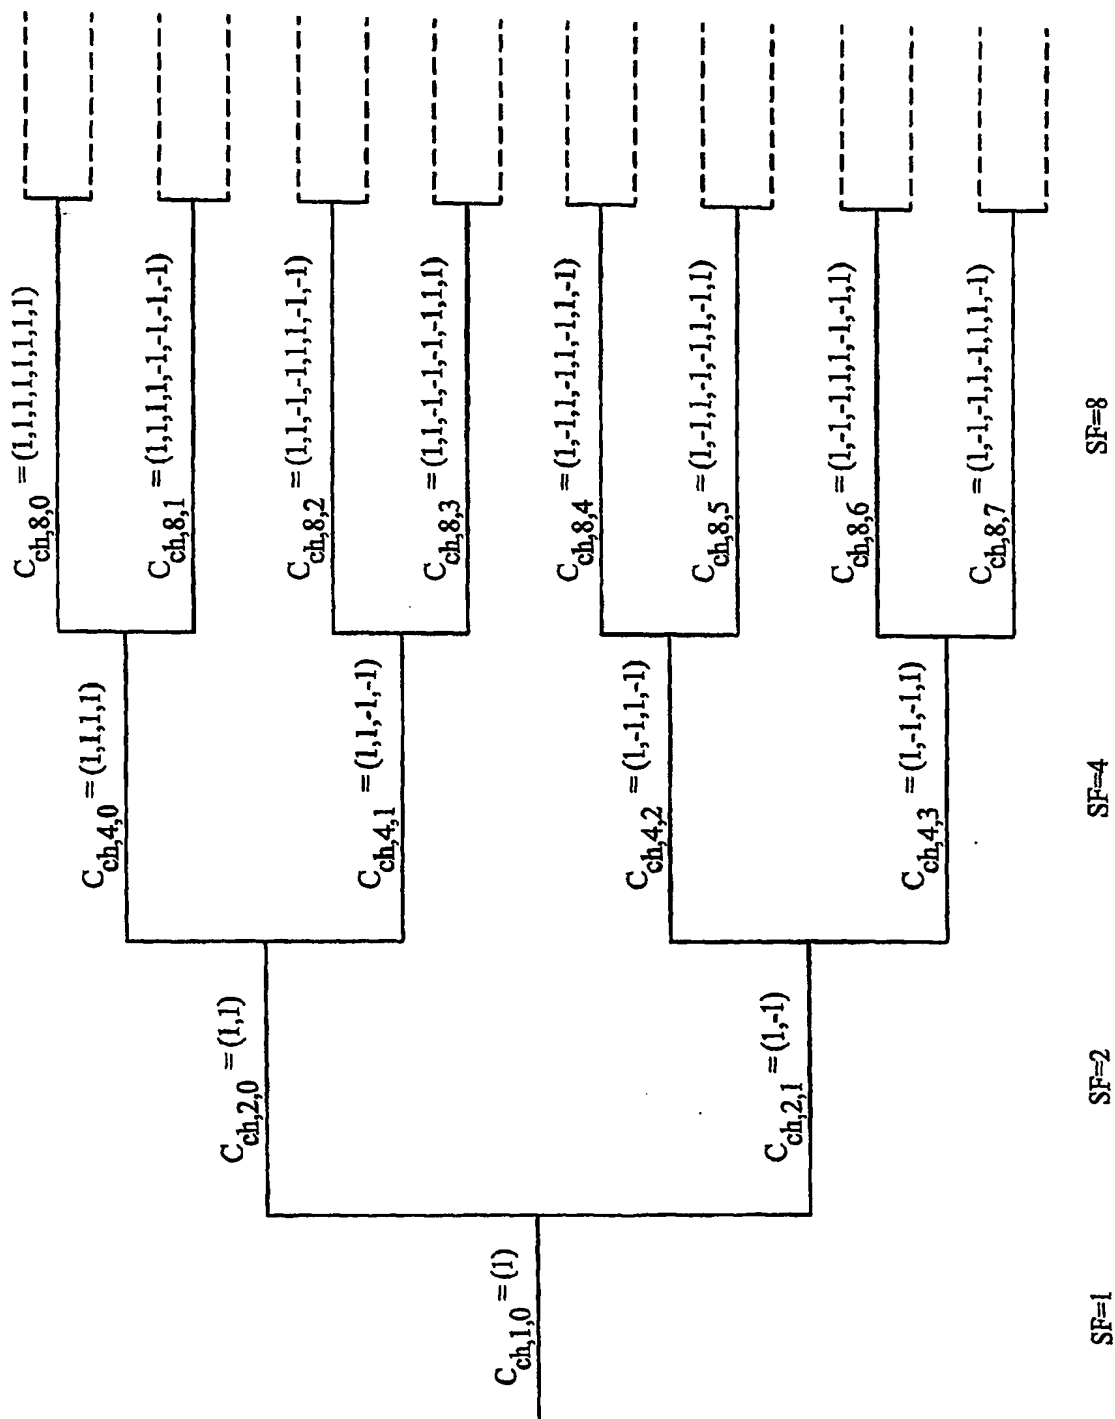 C_ch,1,0 = (1)
C_ch,2,0 = (1,1)
C_ch,2,1 = (1,-1)
C_ch,4,0 = (1,1,1,1)
C_ch,4,1 = (1,1,-1,-1)
C_ch,4,2 = (1,-1,1,-1)
C_ch,4,3 = (1,-1,-1,1)
C_ch,8,0 = (1,1,1,1,1,1,1,1)
C_ch,8,1 = (1,1,1,1,-1,-1,-1,-1)
C_ch,8,2 = (1,1,-1,-1,1,1,-1,-1)
C_ch,8,3 = (1,1,-1,-1,-1,-1,1,1)
C_ch,8,4 = (1,-1,1,-1,1,-1,1,-1)
C_ch,8,5 = (1,-1,1,-1,-1,1,-1,1)
C_ch,8,6 = (1,-1,-1,1,1,-1,-1,1)
C_ch,8,7 = (1,-1,-1,1,-1,1,1,-1)
SF=1
SF=2
SF=4
SF=8